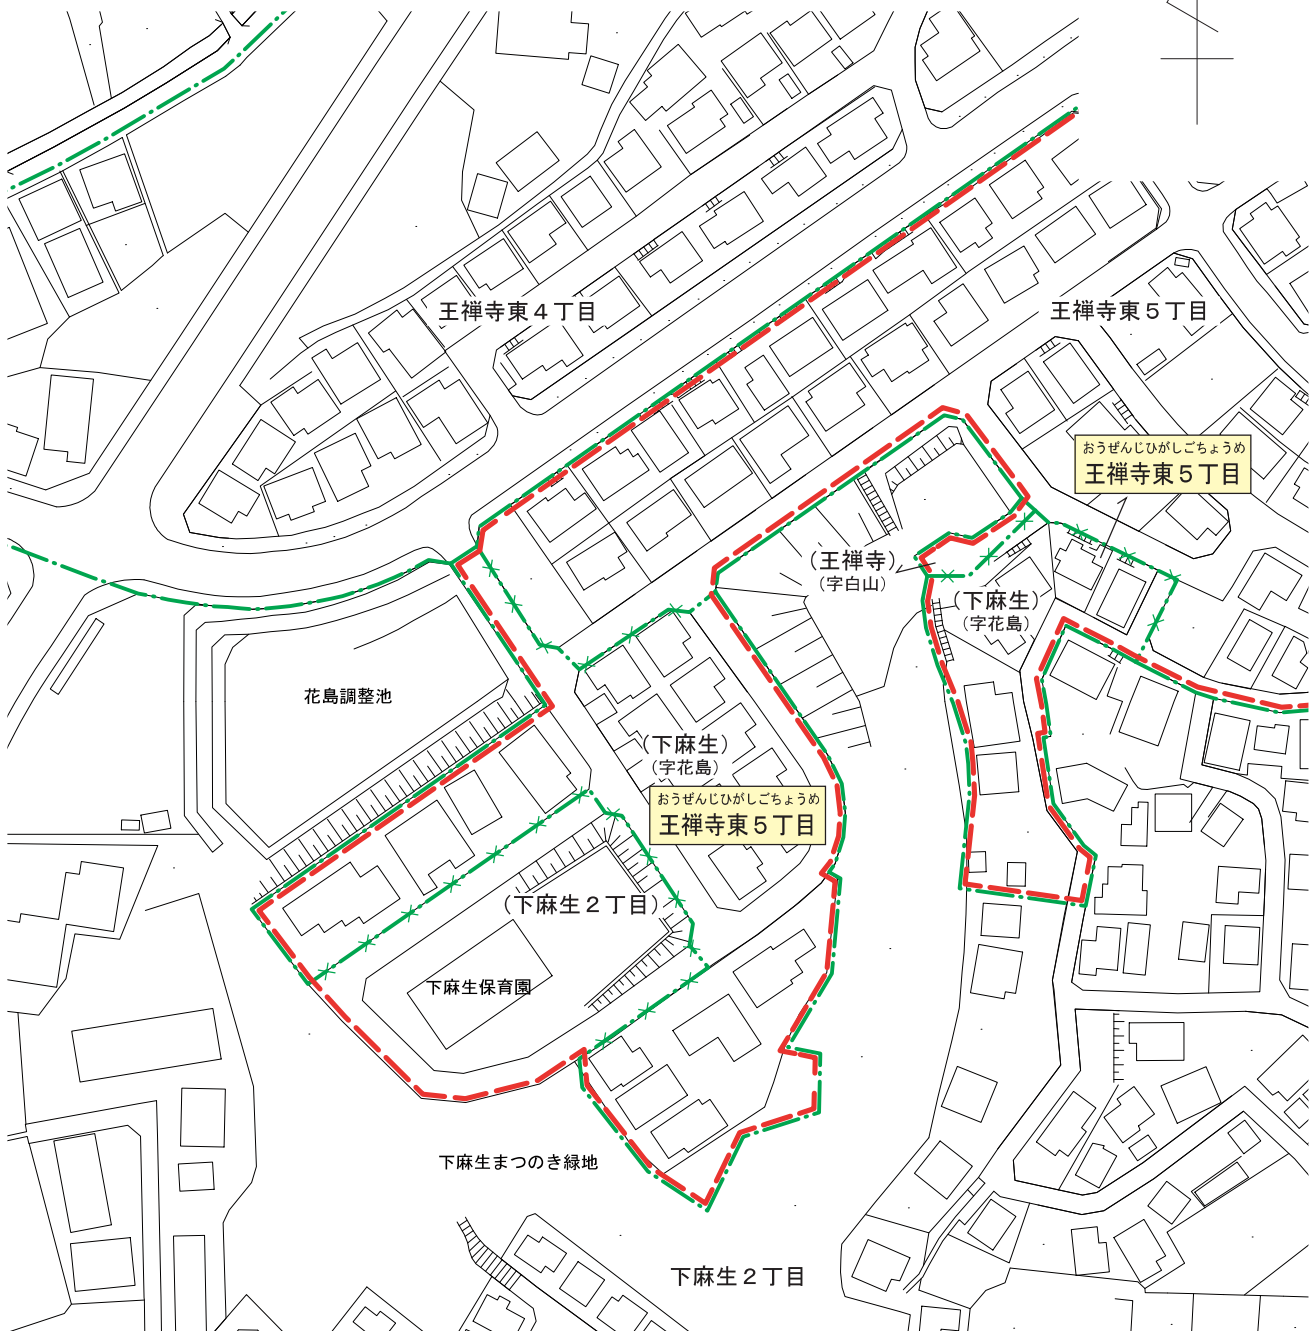 王禅寺東４丁目
王禅寺東５丁目
おうぜんじひがしごちょうめ
王禅寺東５丁目
（王禅寺）
（字白山）
（下麻生）
（字花島）
花島調整池
（下麻生）
（字花島）
おうぜんじひがしごちょうめ
王禅寺東５丁目
（下麻生２丁目）
下麻生保育園
下麻生まつのき緑地
下麻生２丁目